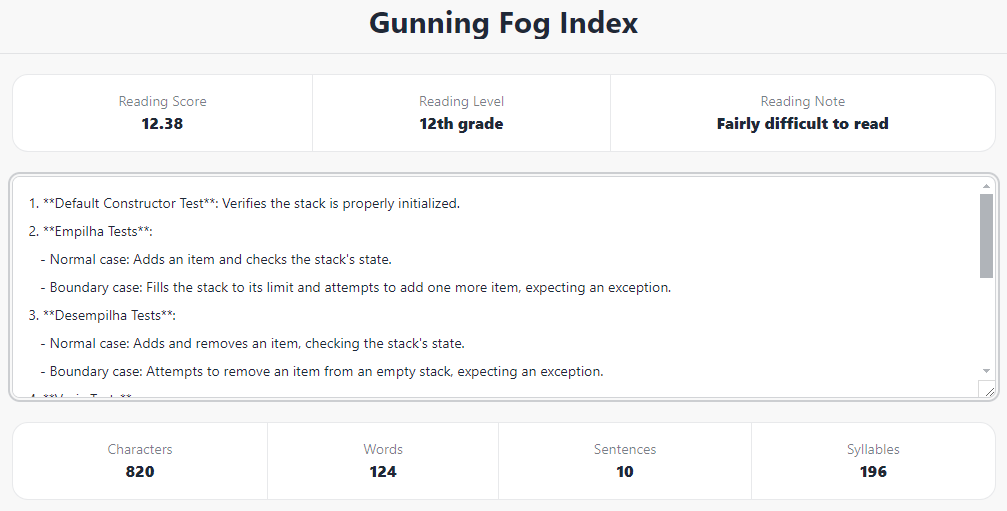 Gunning Fog Index
Reading Score
12.38
Reading Level
12th grade
Reading Note
Fairly difficult to read
1. **Default Constructor Test**: Verifies the stack is properly initialized.
2. **Empilha Tests**:
- Normal case: Adds an item and checks the stack's state.
- Boundary case: Fills the stack to its limit and attempts to add one more item, expecting an exception.
3. **Desempilha Tests**:
- Normal case: Adds and removes an item, checking the stack's state.
- Boundary case: Attempts to remove an item from an empty stack, expecting an exception.
Characters
820
Words
124
Sentences
10
Syllables
196